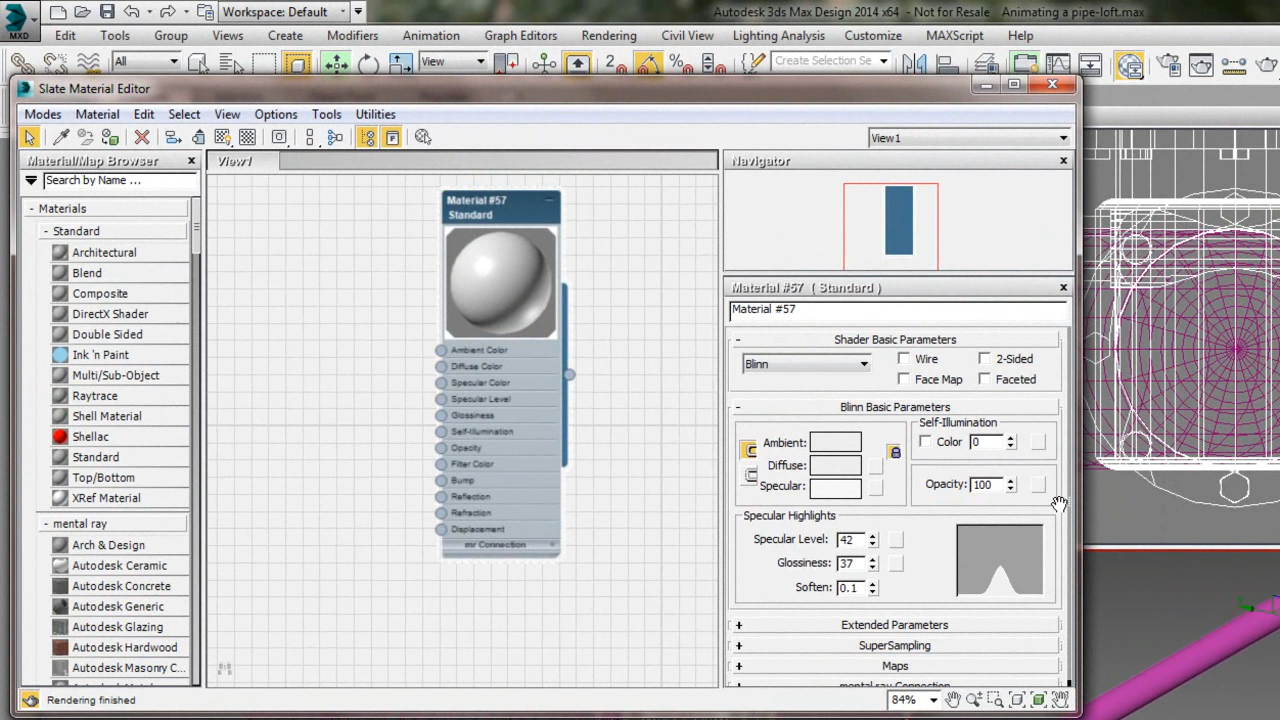 Workspace: Default
Autodesk 3ds Max Design 2014 x64 - Not for Resale Animating a pipe-loft.max
MXD
Edit Tools Group Views Create Modifiers Animation Graph Editors Rendering Civil View Lighting Analysis Customize MAXScript Help
All View 2 Create Selection Se
Slate Material Editor
Modes Material Edit Select View Options Tools Utilities
View1
Material/Map Browser
Search by Name ...
- Materials
- Standard
Architectural
Blend
Composite
DirectX Shader
Double Sided
Ink 'n Paint
Multi/Sub-Object
Raytrace
Shell Material
Shellac
Standard
Top/Bottom
XRef Material
- mental ray
Arch & Design
Autodesk Ceramic
Autodesk Concrete
Autodesk Generic
Autodesk Glazing
Autodesk Hardwood
Autodesk Masonry C...
Autodesk Metal
View1
Material #57
Standard
Ambient Color
Diffuse Color
Specular Color
Specular Level
Glossiness
Self-Illumination
Opacity
Filter Color
Bump
Reflection
Refraction
Displacement
mr Connection +
Navigator
Material #57 ( Standard )
Material #57
- Shader Basic Parameters
Blinn Wire 2-Sided
Face Map Faceted
- Blinn Basic Parameters
Self-Illumination
Ambient: Color 0
Diffuse:
Specular: Opacity: 100
Specular Highlights
Specular Level: 42
Glossiness: 37
Soften: 0.1
+ Extended Parameters
+ SuperSampling
+ Maps
+ mental ray Connection
Rendering finished
84%